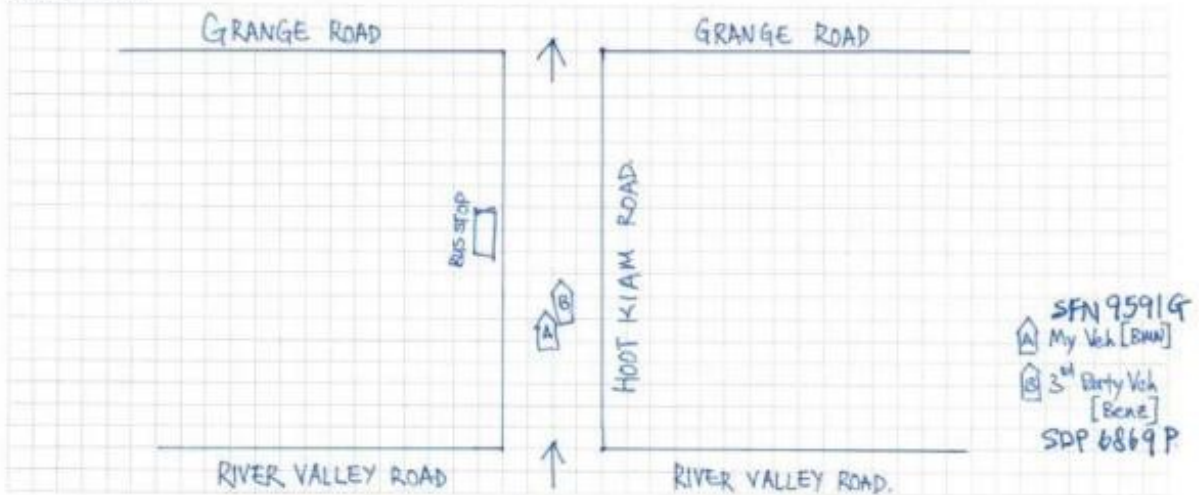 GRANGE ROAD
GRANGE ROAD
BUS STOP
HOOT KIAM ROAD
B
A
SFN 9591G
A My Veh [BMW]
B 3rd Party Veh
[Benz]
SDP 6869P
RIVER VALLEY ROAD
RIVER VALLEY ROAD.